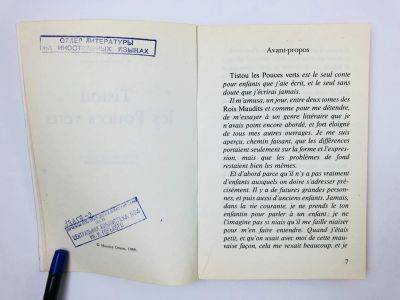 ОТДЕЛ ЛИТЕРАТУРЫ
НА ИНОСТРАННЫХ ЯЗЫКАХ
ЦЕНТРАЛЬНАЯ БИБЛИОТЕКА
© Maurice Druon, 1968.
Avant-propos
Tistou les Pouces verts est le seul conte
pour enfants que j'aie écrit, et le seul sans
doute que j'écrirai jamais.
Il m'amusa, un jour, entre deux tomes des
Rois Maudits et comme pour me détendre,
de m'essayer à un genre littéraire que je
n'avais point encore abordé, et fort éloigné
de tous mes autres ouvrages. Je me suis
aperçu, chemin faisant, que les différences
portaient seulement sur la forme et l'expres-
sion, mais que les problèmes de fond
restaient bien les mêmes.
Et d'abord parce qu'il n'y a pas vraiment
d'enfants auxquels on doive s'adresser pré-
cisément. Il y a de futures grandes person-
nes, et puis aussi d'anciens enfants. Jamais,
dans la vie courante, je ne prends le ton
enfantin pour parler à un enfant; je ne
l'imagine pas si niais qu'il me faille niaiser
pour m'en faire entendre. Quand j'étais
petit, et qu'on usait avec moi de cette mau-
vaise façon, cela me vexait beaucoup, et je
7